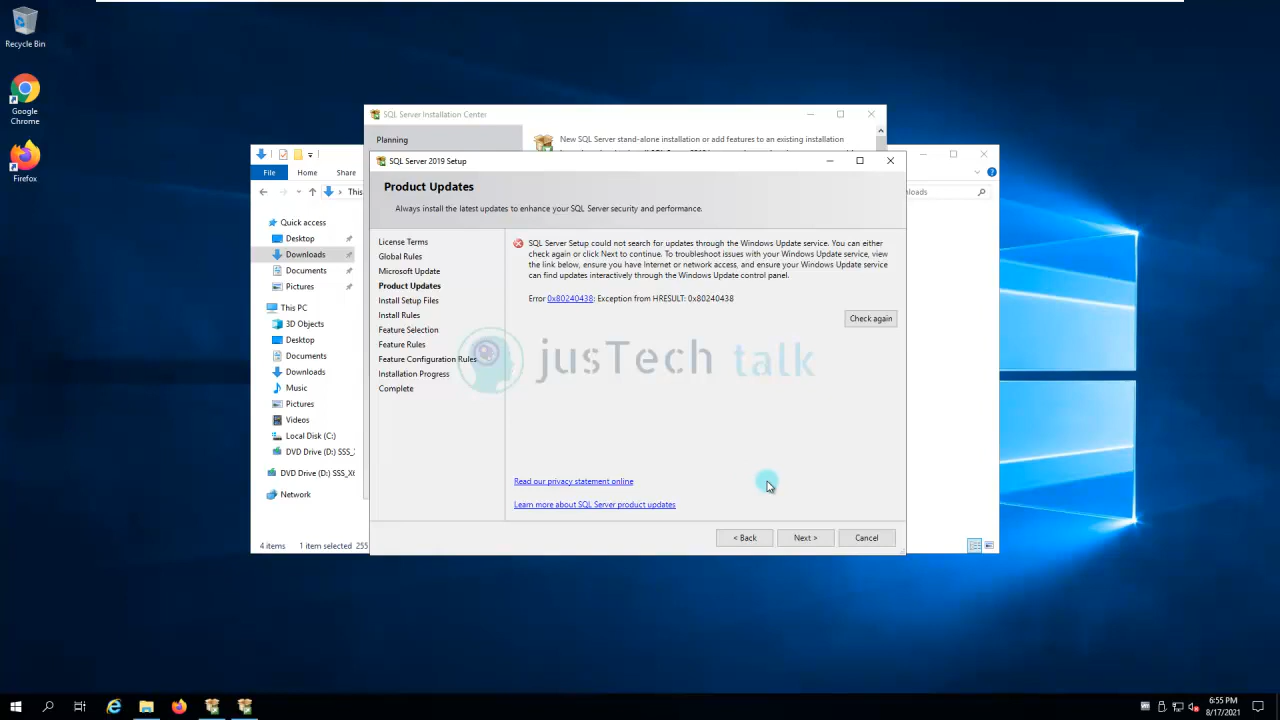 Recycle Bin
Google
Chrome
Firefox
SQL Server Installation Center
Planning
New SQL Server stand-alone installation or add features to an existing installation
File
Home
Share
This
nloads
Quick access
Desktop
Downloads
Documents
Pictures
This PC
3D Objects
Desktop
Documents
Downloads
Music
Pictures
Videos
Local Disk (C:)
DVD Drive (D:) SSS_X6
DVD Drive (D:) SSS_X6
Network
4 items 1 item selected 255
SQL Server 2019 Setup
Product Updates
Always install the latest updates to enhance your SQL Server security and performance.
License Terms
Global Rules
Microsoft Update
Product Updates
Install Setup Files
Install Rules
Feature Selection
Feature Rules
Feature Configuration Rules
Installation Progress
Complete
SQL Server Setup could not search for updates through the Windows Update service. You can either
check again or click Next to continue. To troubleshoot issues with your Windows Update service, view
the link below, ensure you have Internet or network access, and ensure your Windows Update service
can find updates interactively through the Windows Update control panel.
Error 0x80240438: Exception from HRESULT: 0x80240438
Check again
jusTech talk
Read our privacy statement online
Learn more about SQL Server product updates
< Back
Next >
Cancel
6:55 PM
8/17/2021